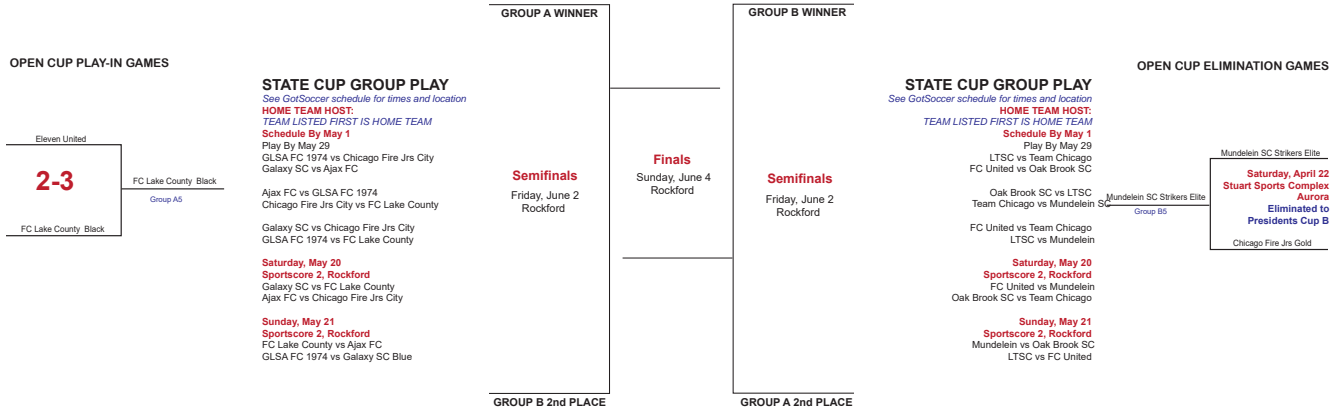 OPEN CUP PLAY-IN GAMES
Eleven United
2-3
FC Lake County  Black
Group A5
FC Lake County  Black
STATE CUP GROUP PLAY
See GotSoccer schedule for times and location
HOME TEAM HOST:
TEAM LISTED FIRST IS HOME TEAM
Schedule By May 1
Play By May 29
GLSA FC 1974 vs Chicago Fire Jrs City
Galaxy SC vs Ajax FC
Ajax FC vs GLSA FC 1974
Chicago Fire Jrs City vs FC Lake County
Galaxy SC vs Chicago Fire Jrs City
GLSA FC 1974 vs FC Lake County
Saturday, May 20
Sportscore 2, Rockford
Galaxy SC vs FC Lake County
Ajax FC vs Chicago Fire Jrs City
Sunday, May 21
Sportscore 2, Rockford
FC Lake County vs Ajax FC
GLSA FC 1974 vs Galaxy SC Blue
GROUP A WINNER
Semifinals
Friday, June 2
Rockford
GROUP B 2nd PLACE
Finals
Sunday, June 4
Rockford
GROUP B WINNER
Semifinals
Friday, June 2
Rockford
GROUP A 2nd PLACE
STATE CUP GROUP PLAY
See GotSoccer schedule for times and location
HOME TEAM HOST:
TEAM LISTED FIRST IS HOME TEAM
Schedule By May 1
Play By May 29
LTSC vs Team Chicago
FC United vs Oak Brook SC
Oak Brook SC vs LTSC
Team Chicago vs Mundelein SC
FC United vs Team Chicago
LTSC vs Mundelein
Saturday, May 20
Sportscore 2, Rockford
FC United vs Mundelein
Oak Brook SC vs Team Chicago
Sunday, May 21
Sportscore 2, Rockford
Mundelein vs Oak Brook SC
LTSC vs FC United
OPEN CUP ELIMINATION GAMES
Mundelein SC Strikers Elite
Saturday, April 22
Stuart Sports Complex
Aurora
Eliminated to
Presidents Cup B
Mundelein SC Strikers Elite
Group B5
Chicago Fire Jrs Gold